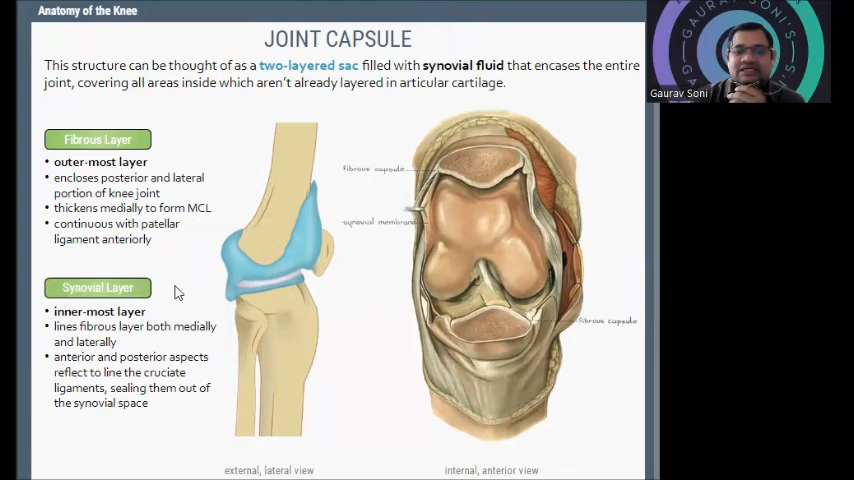 Anatomy of the Knee
JOINT CAPSULE
This structure can be thought of as a two-layered sac filled with synovial fluid that encases the entire
joint, covering all areas inside which aren't already layered in articular cartilage.
Gaurav Soni
GAURAV SONI'S
Fibrous Layer
• outer-most layer
• encloses posterior and lateral
portion of knee joint
• thickens medially to form MCL
• continuous with patellar
ligament anteriorly
Synovial Layer
• inner-most layer
• lines fibrous layer both medially
and laterally
• anterior and posterior aspects
reflect to line the cruciate
ligaments, sealing them out of
the synovial space
fibrous capsule
synovial membrane
fibrous capsule
external, lateral view
internal, anterior view